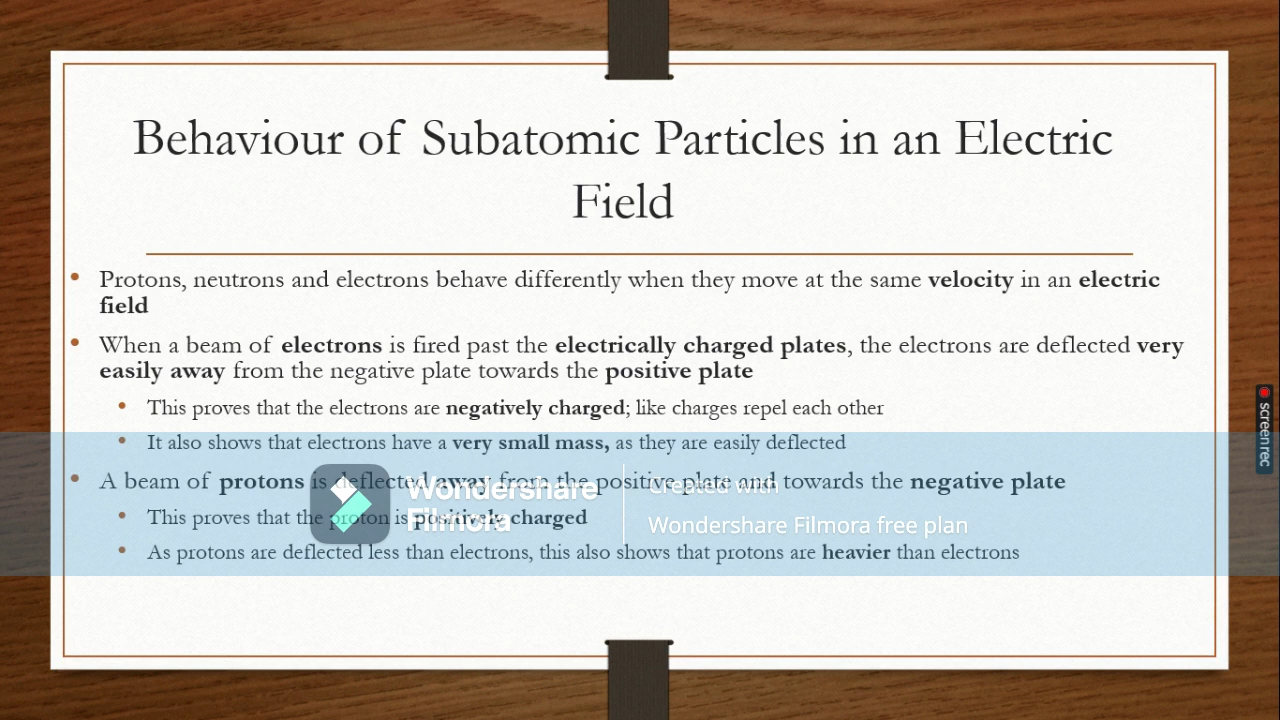 Behaviour of Subatomic Particles in an Electric
Field
• Protons, neutrons and electrons behave differently when they move at the same velocity in an electric
field
• When a beam of electrons is fired past the electrically charged plates, the electrons are deflected very
easily away from the negative plate towards the positive plate
• This proves that the electrons are negatively charged; like charges repel each other
• It also shows that electrons have a very small mass, as they are easily deflected
• A beam of protons is deflected away from the positive plate and towards the negative plate
• This proves that the proton is positively charged
• As protons are deflected less than electrons, this also shows that protons are heavier than electrons
Wondershare
Filmora
Created with
Wondershare Filmora free plan
screenrec